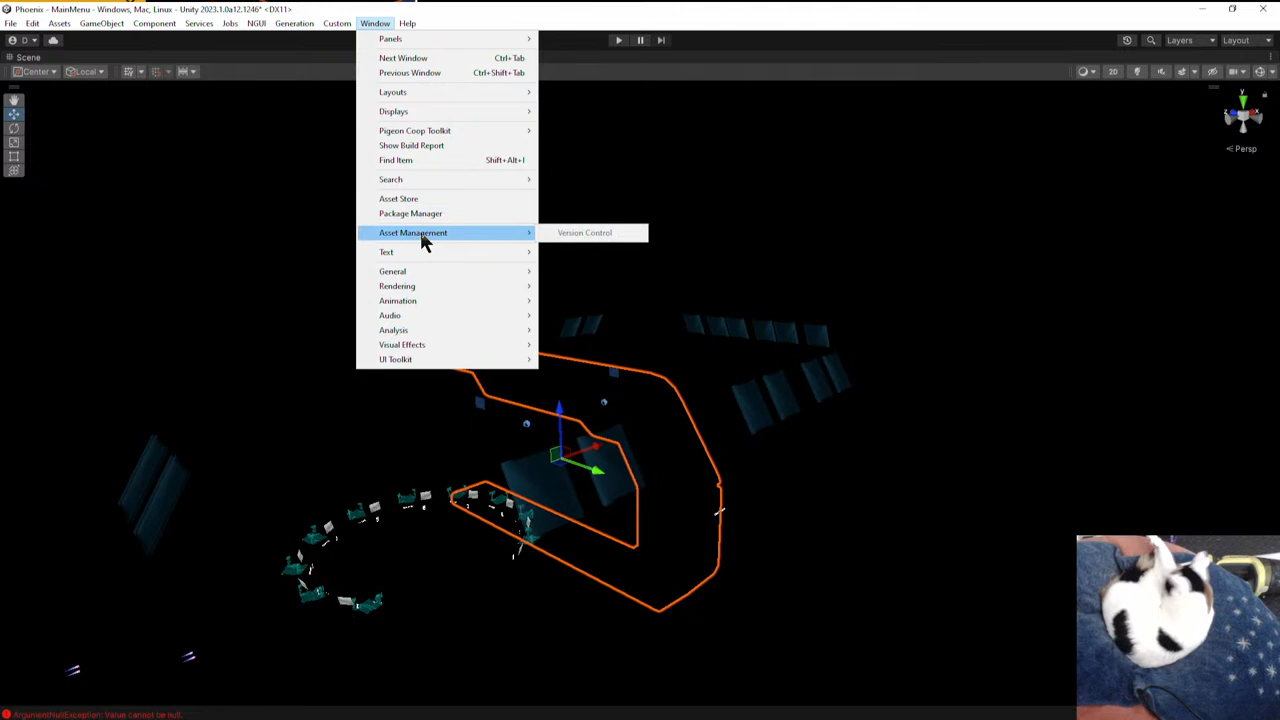 Phoenix - MainMenu - Windows, Mac, Linux - Unity 2023.1.0a12.1246* <DX11>
File Edit Assets GameObject Component Services Jobs NGUI Generation Custom Window Help
D Layers Layout
Scene
Center Local 2D
Panels
Next Window Ctrl+Tab
Previous Window Ctrl+Shift+Tab
Layouts
Displays
Pigeon Coop Toolkit
Show Build Report
Find Item Shift+Alt+I
Search
Asset Store
Package Manager
Asset Management Version Control
Text
General
Rendering
Animation
Audio
Analysis
Visual Effects
UI Toolkit
y
z x
Persp
ArgumentNullException: Value cannot be null.